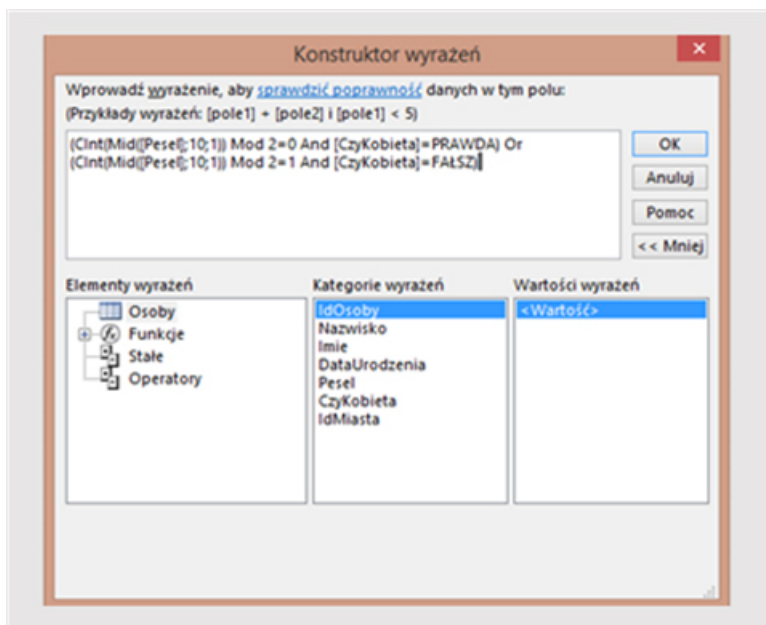 Konstruktor wyrażeń
Wprowadź wyrażenie, aby sprawdzić poprawność danych w tym polu:
(Przykłady wyrażeń: [pole1] + [pole2] i [pole1] < 5)
(CInt(Mid([Pesel];10;1)) Mod 2=0 And [CzyKobieta]=PRAWDA) Or
(CInt(Mid([Pesel];10;1)) Mod 2=1 And [CzyKobieta]=FAŁSZ)
OK
Anuluj
Pomoc
<< Mniej
Elementy wyrażeń
Osoby
Funkcje
Stałe
Operatory
Kategorie wyrażeń
IdOsoby
Nazwisko
Imie
DataUrodzenia
Pesel
CzyKobieta
IdMiasta
Wartości wyrażeń
<Wartość>